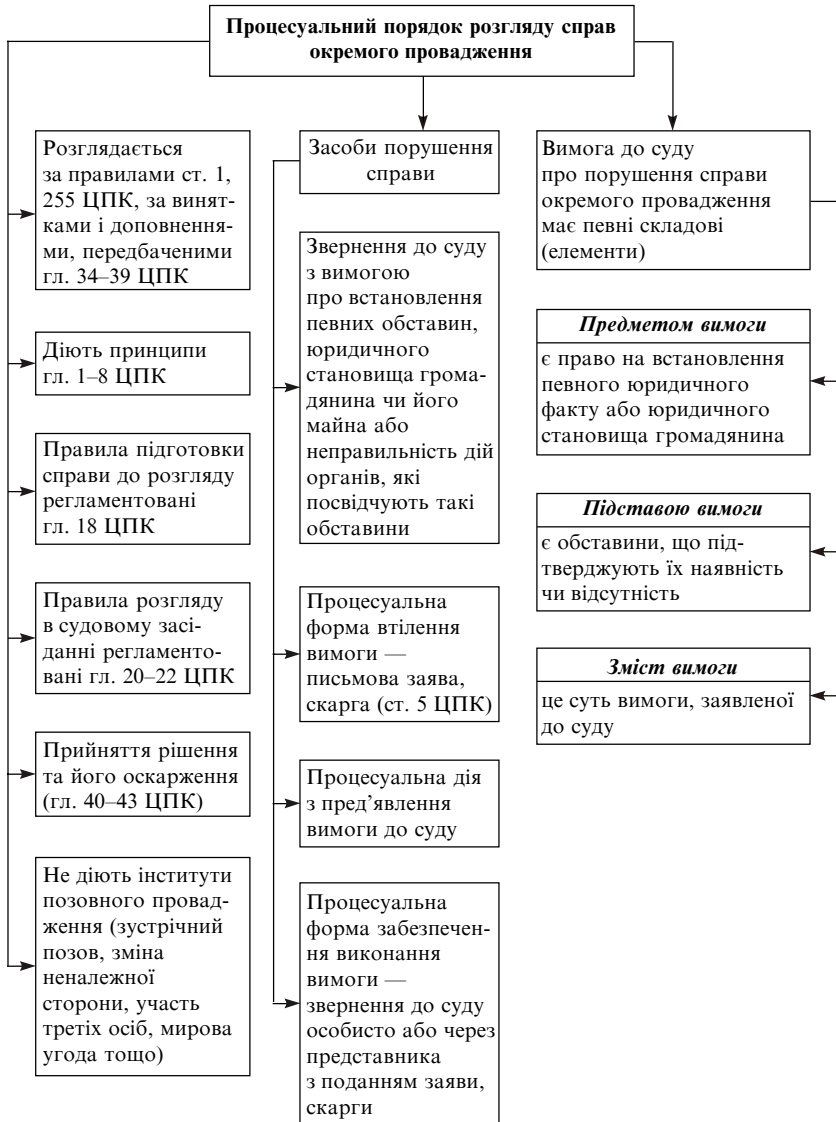 Процесуальний порядок розгляду справ
окремого провадження
Розглядається
за правилами ст. 1,
255 ЦПК, за винят-
ками і доповнення-
ми, передбаченими
гл. 34–39 ЦПК
Діють принципи
гл. 1–8 ЦПК
Правила підготовки
справи до розгляду
регламентовані
гл. 18 ЦПК
Правила розгляду
в судовому засі-
данні регламенто-
вані гл. 20–22 ЦПК
Прийняття рішення
та його оскарження
(гл. 40–43 ЦПК)
Не діють інститути
позовного провад-
ження (зустрічний
позов, зміна
неналежної
сторони, участь
третіх осіб, мирова
угода тощо)
Засоби порушення
справи
Звернення до суду
з вимогою
про встановлення
певних обставин,
юридичного
становища грома-
дянина чи його
майна або
неправильність дій
органів, які
посвідчують такі
обставини
Процесуальна
форма втілення
вимоги —
письмова заява,
скарга (ст. 5 ЦПК)
Процесуальна дія
з пред’явлення
вимоги до суду
Процесуальна
форма забезпечен-
ня виконання
вимоги —
звернення до суду
особисто або через
представника
з поданням заяви,
скарги
Вимога до суду
про порушення справи
окремого провадження
має певні складові
(елементи)
Предметом вимоги
є право на встановлення
певного юридичного
факту або юридичного
становища громадянина
Підставою вимоги
є обставини, що під-
тверджують їх наявність
чи відсутність
Зміст вимоги
це суть вимоги, заявленої
до суду